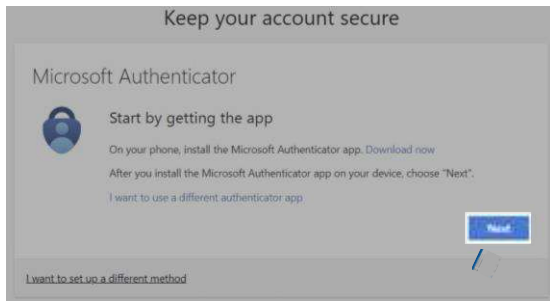 Keep your account secure
Microsoft Authenticator
Start by getting the app
On your phone, install the Microsoft Authenticator app. Download now
After you install the Microsoft Authenticator app on your device, choose "Next".
I want to use a different authenticator app
Next
I want to set up a different method